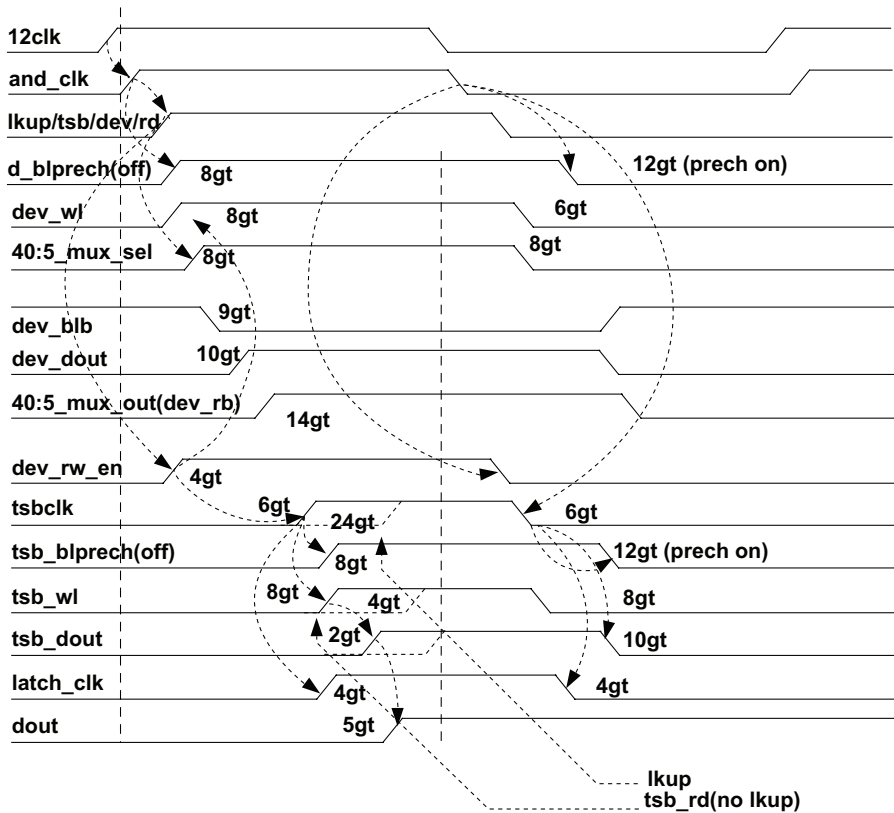 12clk
and_clk
lkup/tsb/dev/rd
d_blprech(off) 8gt 12gt (prech on)
dev_wl 8gt 6gt
40:5_mux_sel 8gt 8gt
dev_blb 9gt
dev_dout 10gt
40:5_mux_out(dev_rb) 14gt
dev_rw_en 4gt
tsbclk 6gt 24gt 6gt
tsb_blprech(off) 8gt 12gt (prech on)
tsb_wl 8gt 4gt 8gt
tsb_dout 2gt 10gt
latch_clk 4gt 4gt
dout 5gt
lkup
tsb_rd(no lkup)